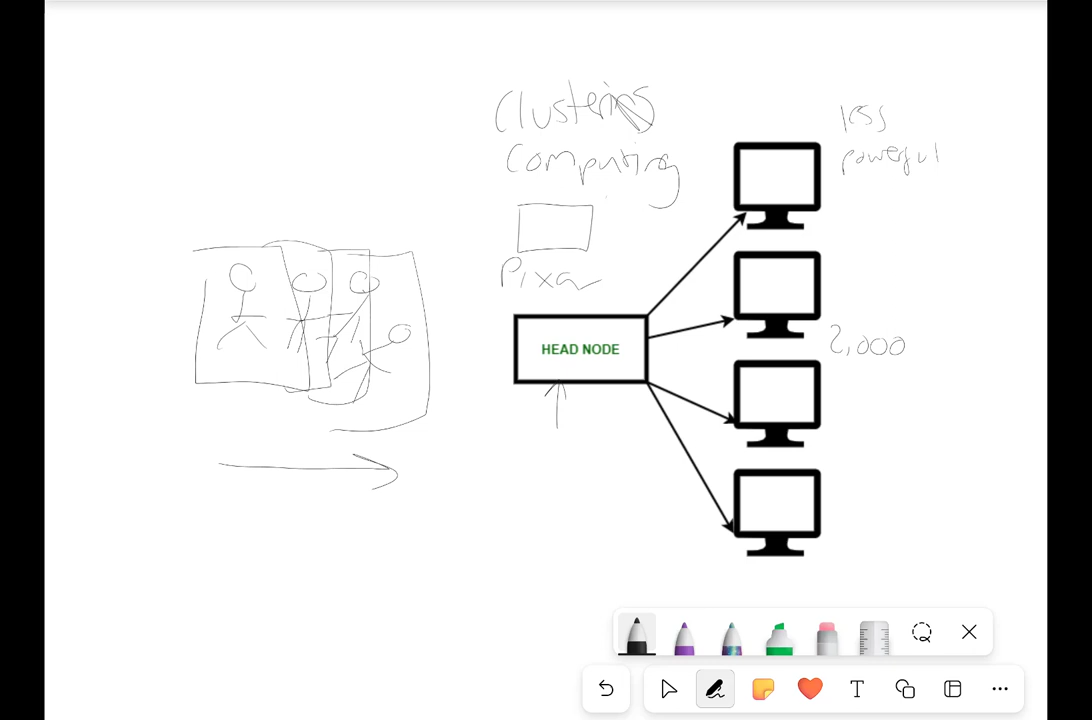 Clustering
Computing
less
powerful
Pixar
HEAD NODE
2,000
T